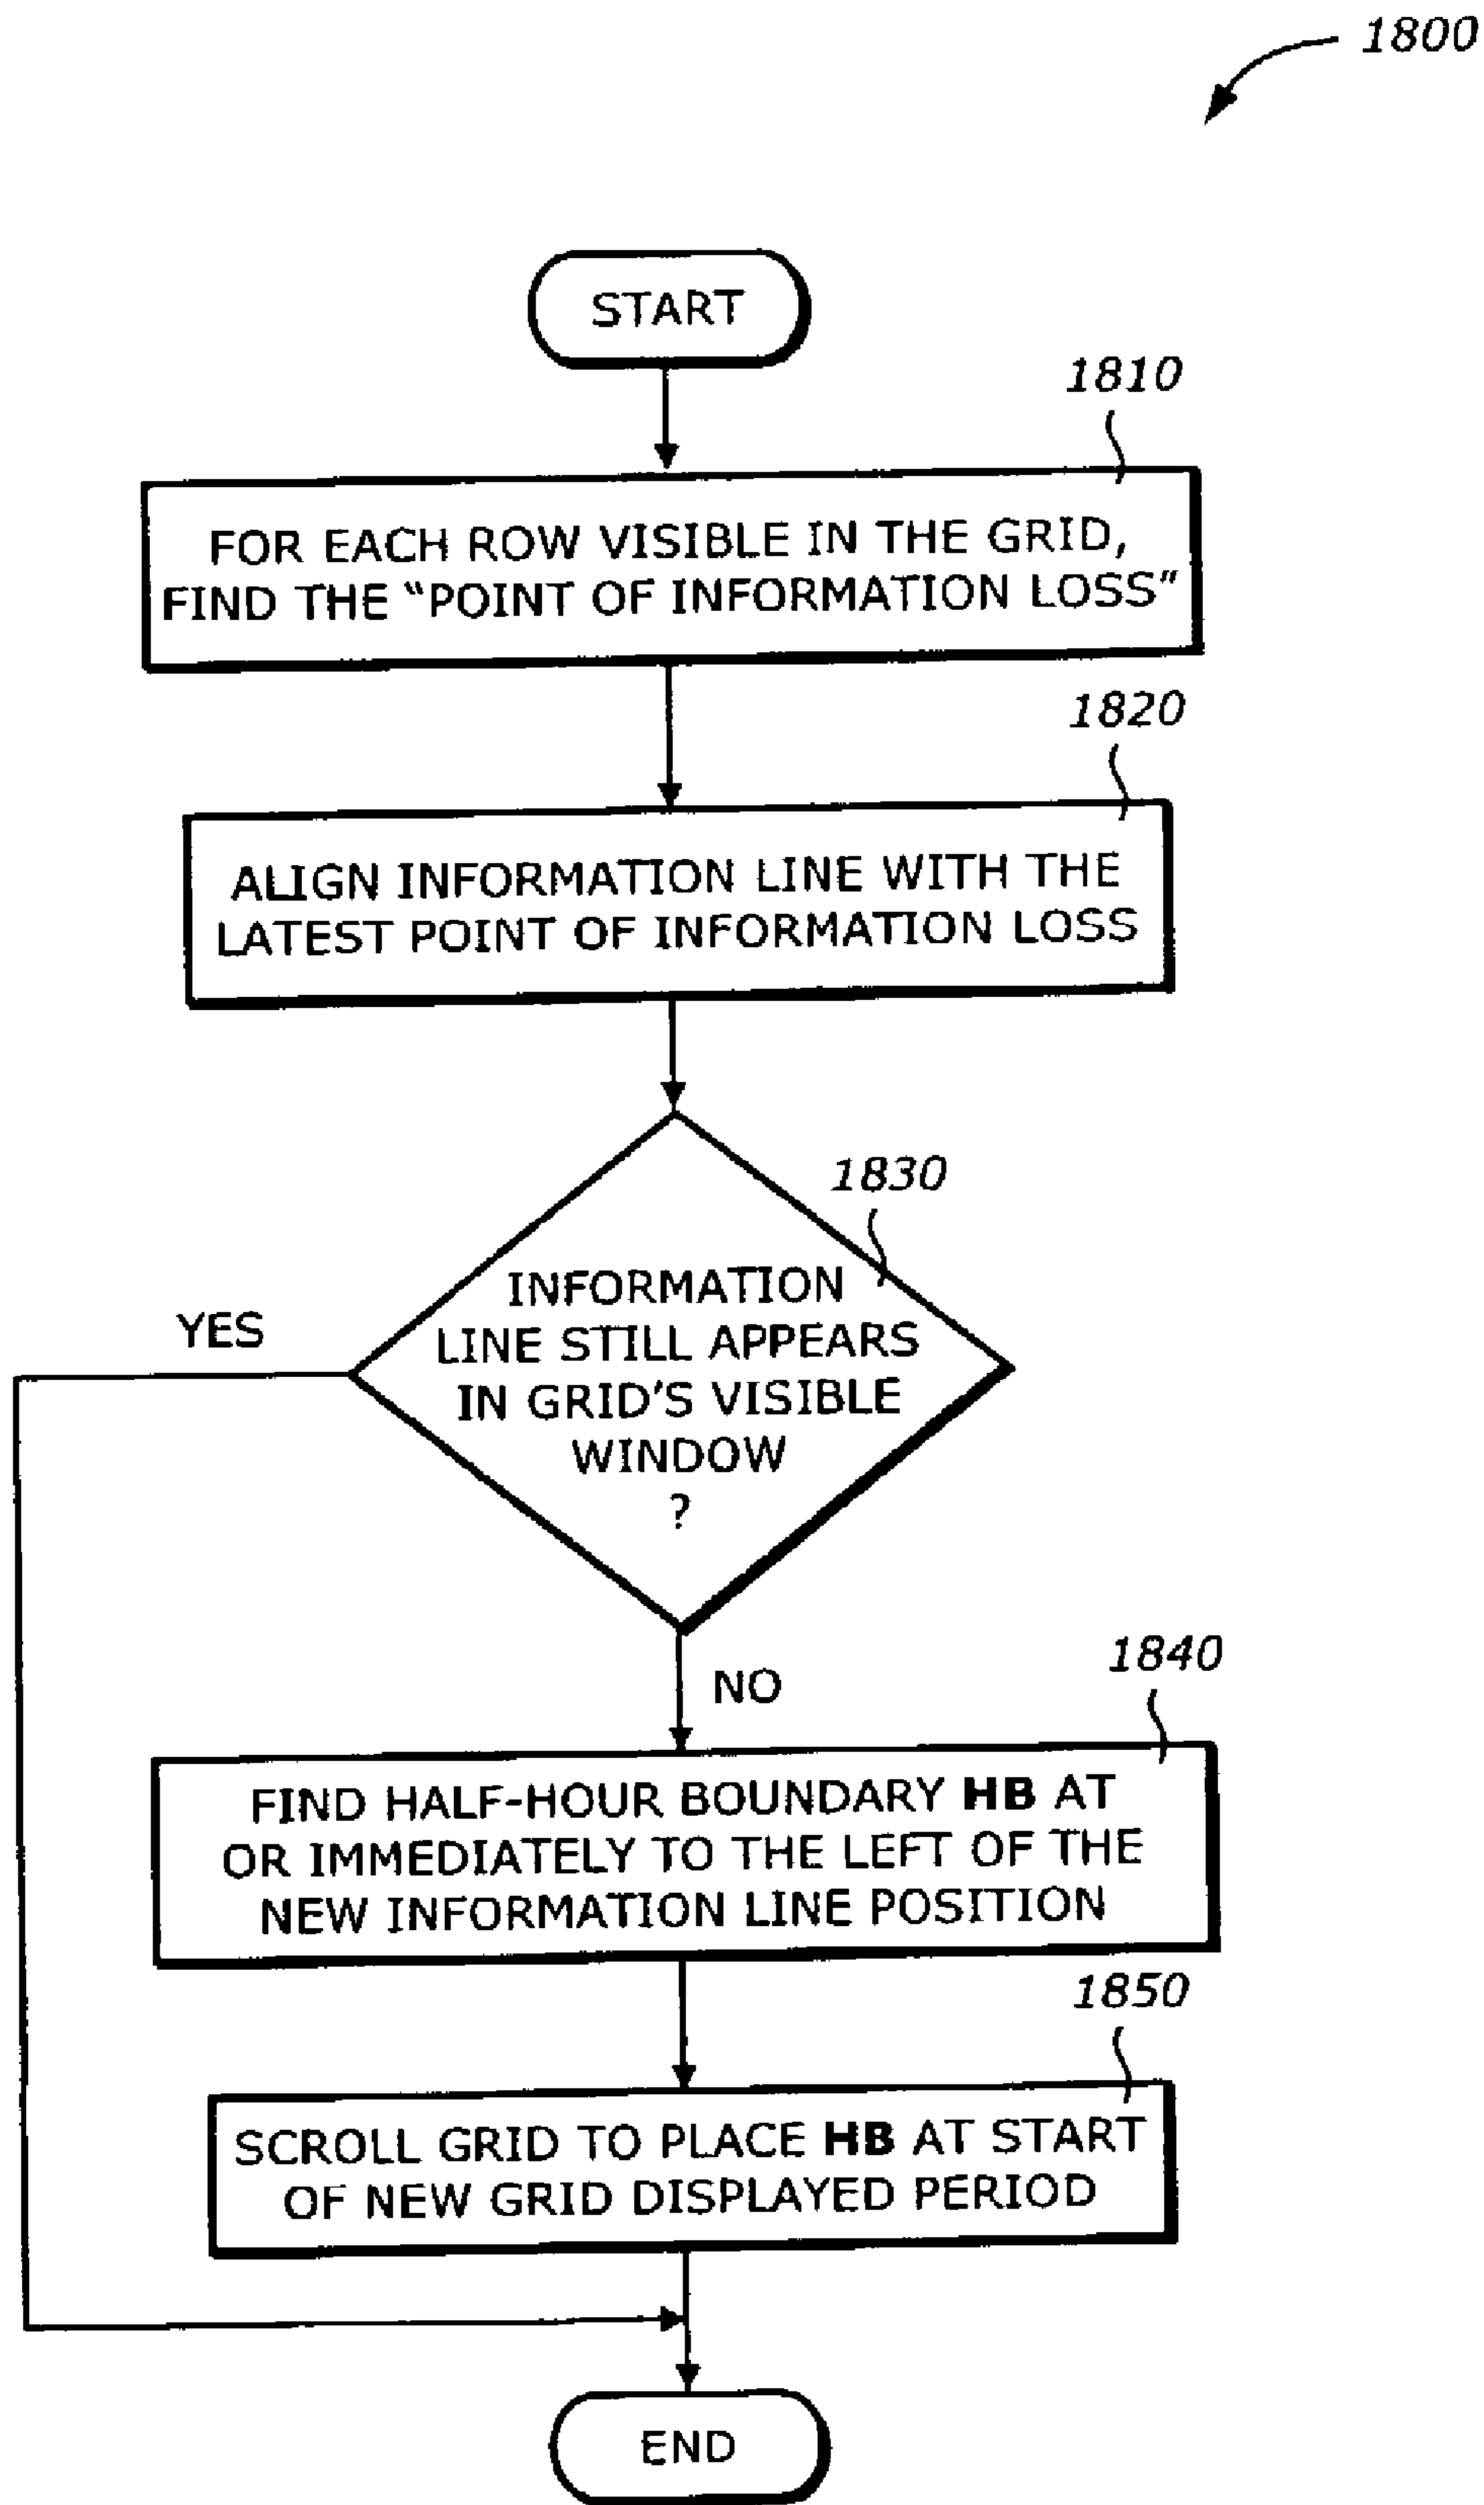 1800
START
1810
FOR EACH ROW VISIBLE IN THE GRID,
FIND THE "POINT OF INFORMATION LOSS"
1820
ALIGN INFORMATION LINE WITH THE
LATEST POINT OF INFORMATION LOSS
1830
INFORMATION
LINE STILL APPEARS
IN GRID'S VISIBLE
WINDOW
?
YES
NO
1840
FIND HALF-HOUR BOUNDARY HB AT
OR IMMEDIATELY TO THE LEFT OF THE
NEW INFORMATION LINE POSITION
1850
SCROLL GRID TO PLACE HB AT START
OF NEW GRID DISPLAYED PERIOD
END